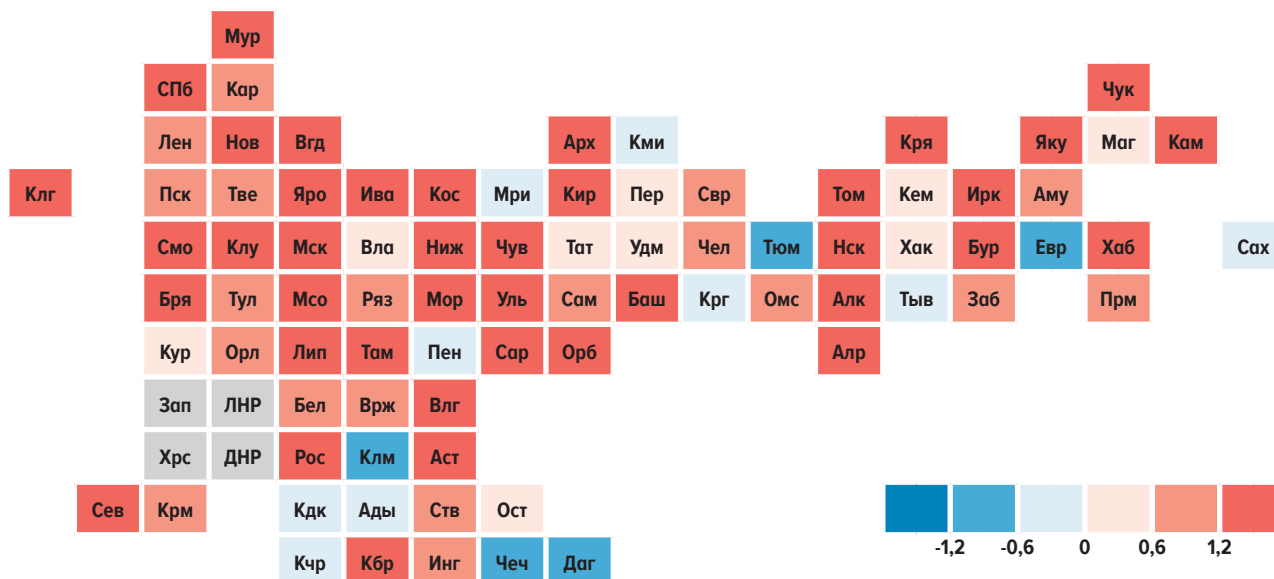 Мур
СПб Кар Чук
Лен Нов Вгд Арх Кми Кря Яку Маг Кам
Клг Пск Тве Яро Ива Кос Мри Кир Пер Свр Том Кем Ирк Аму
Смо Клу Мск Вла Ниж Чув Тат Удм Чел Тюм Нск Хак Бур Евр Хаб Сах
Бря Тул Мсо Ряз Мор Уль Сам Баш Крг Омс Алк Тыв Заб Прм
Кур Орл Лип Там Пен Сар Орб Алр
Зап ЛНР Бел Врж Влг
Хрс ДНР Рос Клм Аст
Сев Крм Кдк Ады Ств Ост
-1,2 -0,6 0 0,6 1,2
Кчр Кбр Инг Чеч Даг